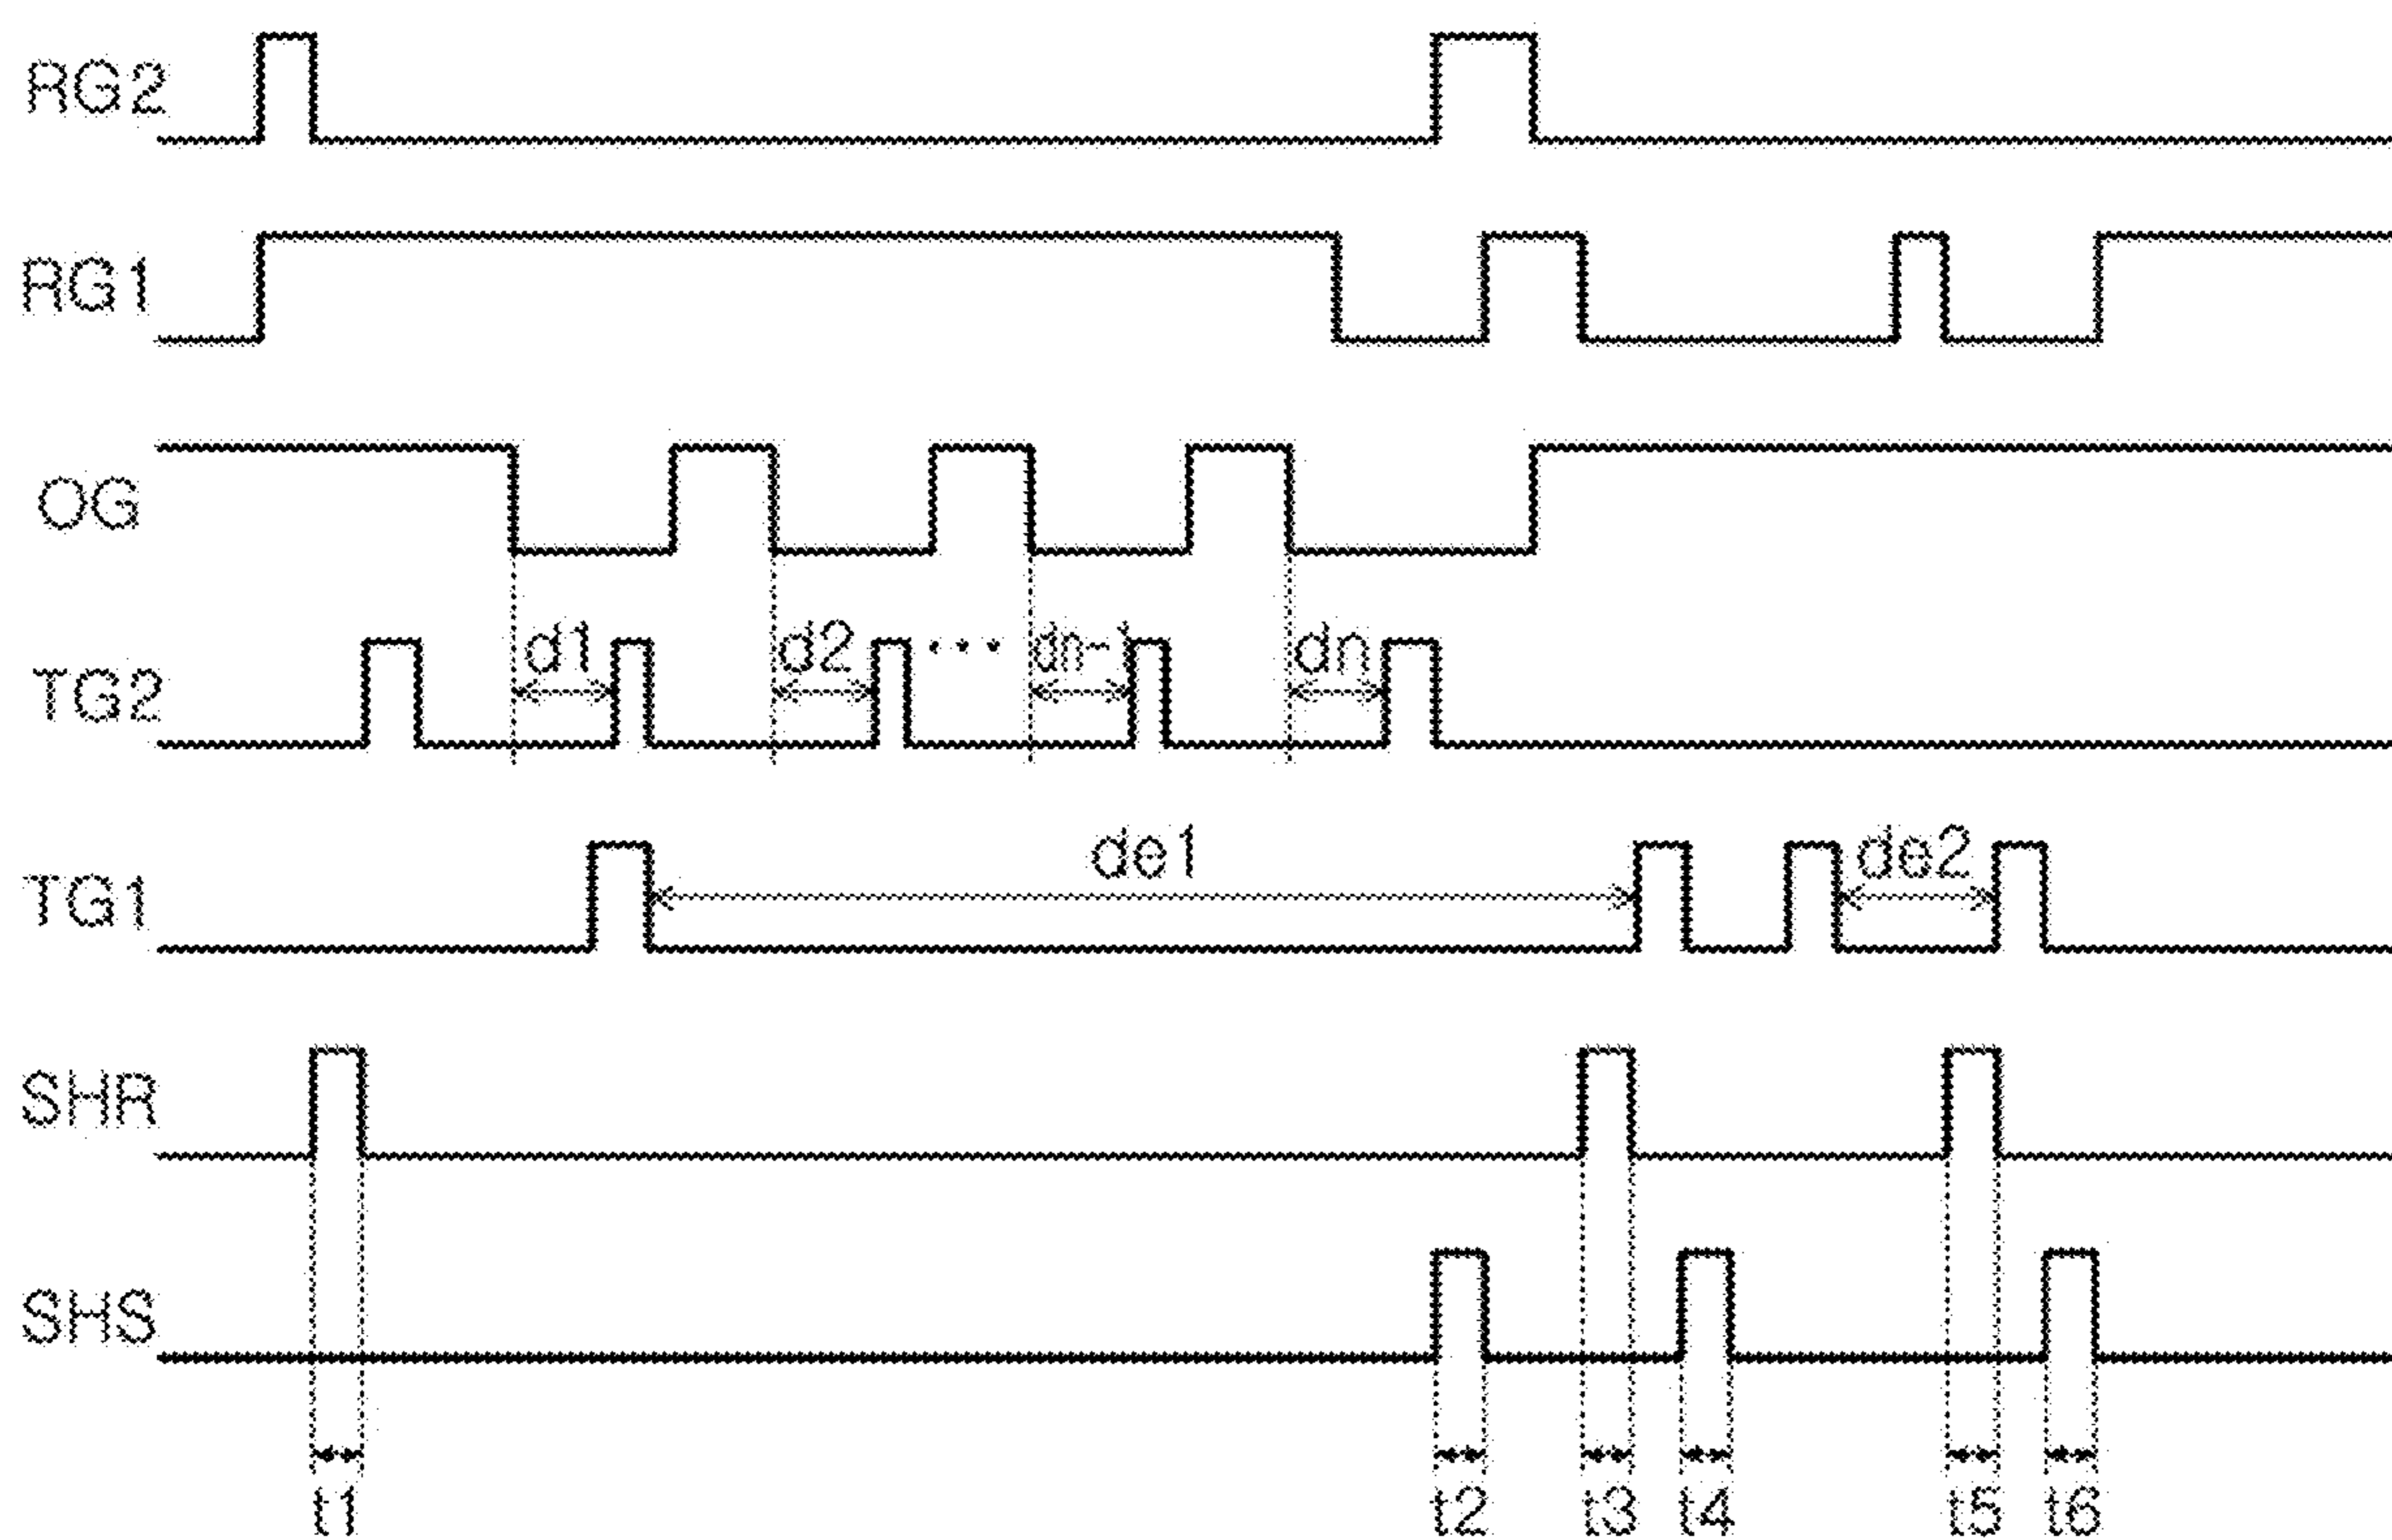 RG2
RG1
OG
d1 d2 ... dn-1 dn
TG2
de1 de2
TG1
SHR
SHS
t1 t2 t3 t4 t5 t6